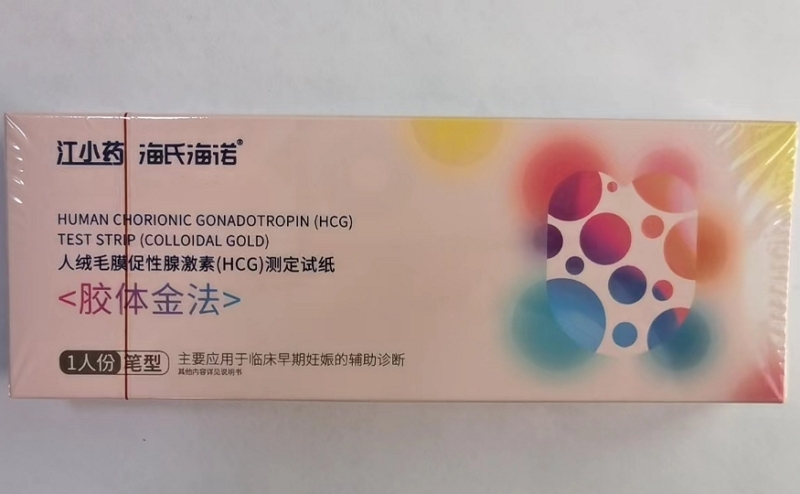 江小药 海氏海诺®
HUMAN CHORIONIC GONADOTROPIN (HCG)
TEST STRIP (COLLOIDAL GOLD)
人绒毛膜促性腺激素(HCG)测定试纸
<胶体金法>
1人份 笔型 主要应用于临床早期妊娠的辅助诊断
其他内容详见说明书